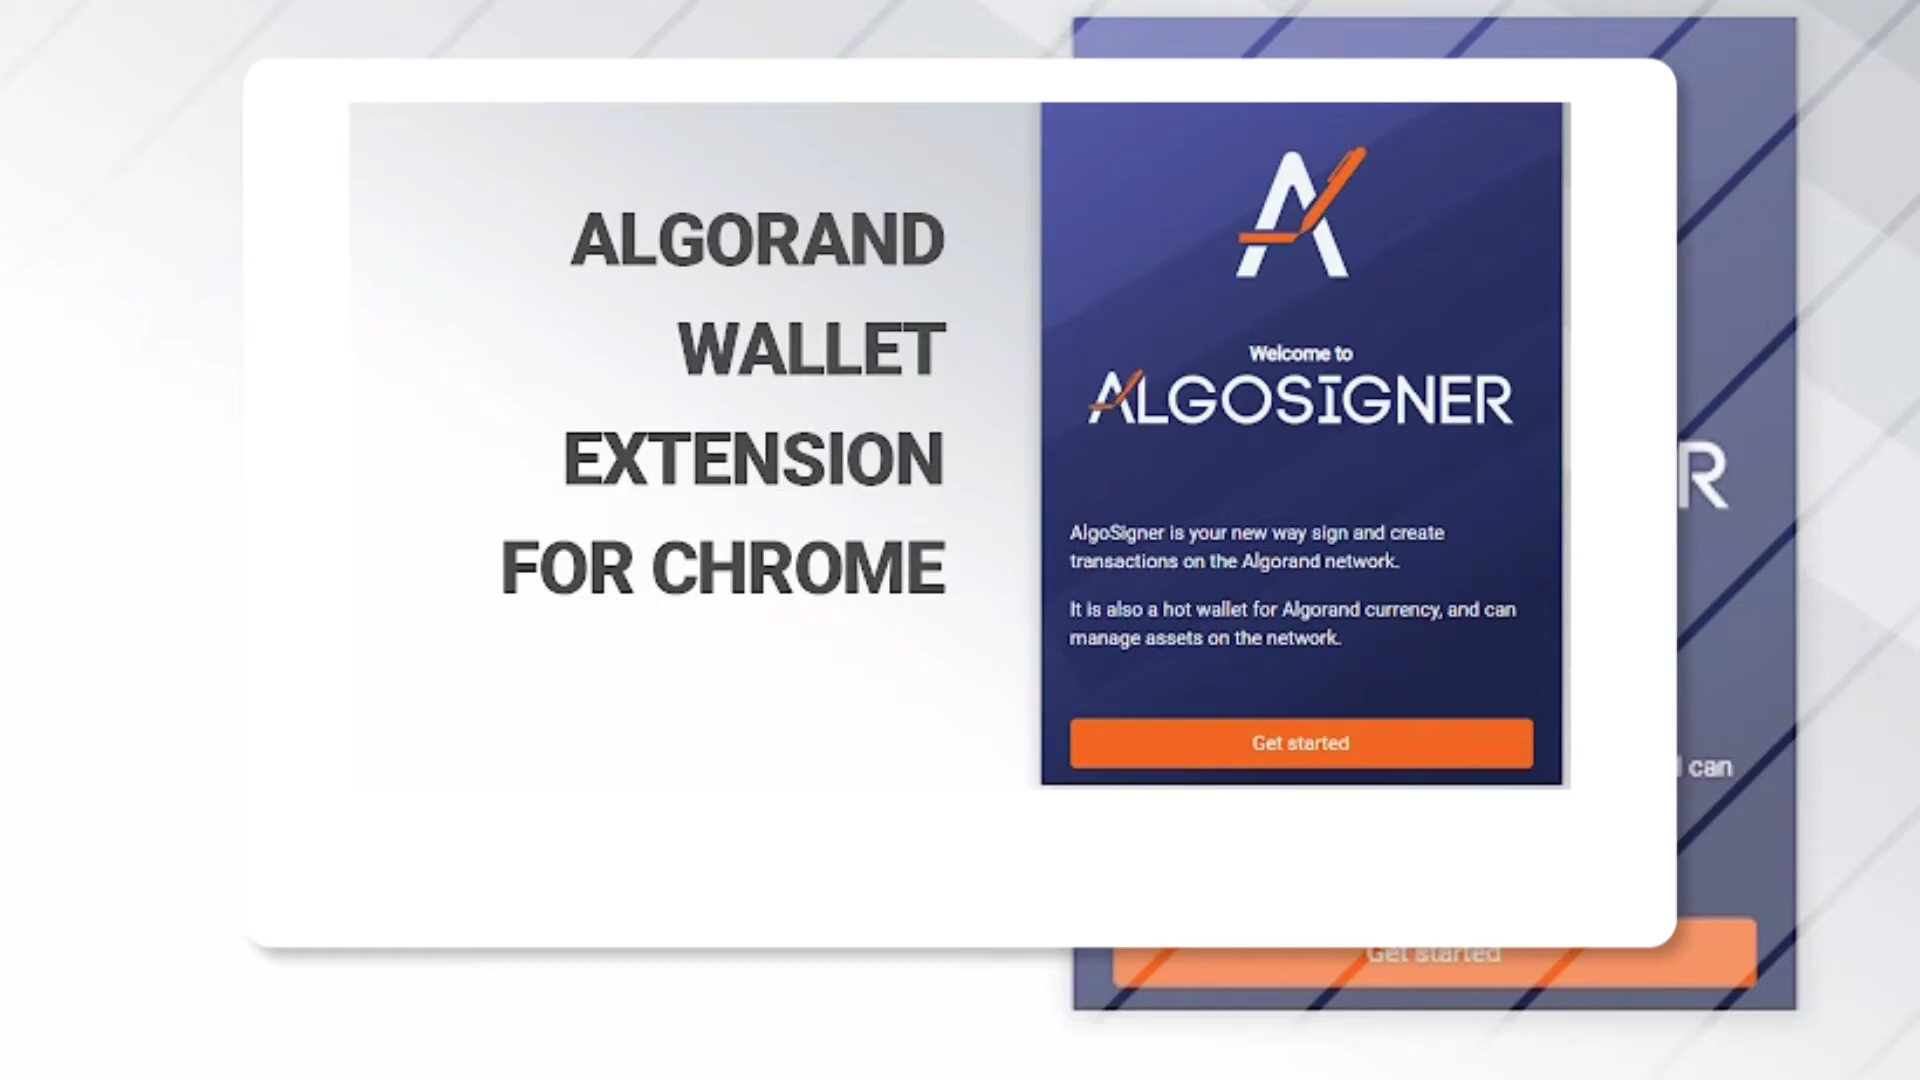 ALGORAND
WALLET
EXTENSION
FOR CHROME
Welcome to
ALGOSIGNER
AlgoSigner is your new way sign and create
transactions on the Algorand network.
It is also a hot wallet for Algorand currency, and can
manage assets on the network.
Get started
R
can
Get started